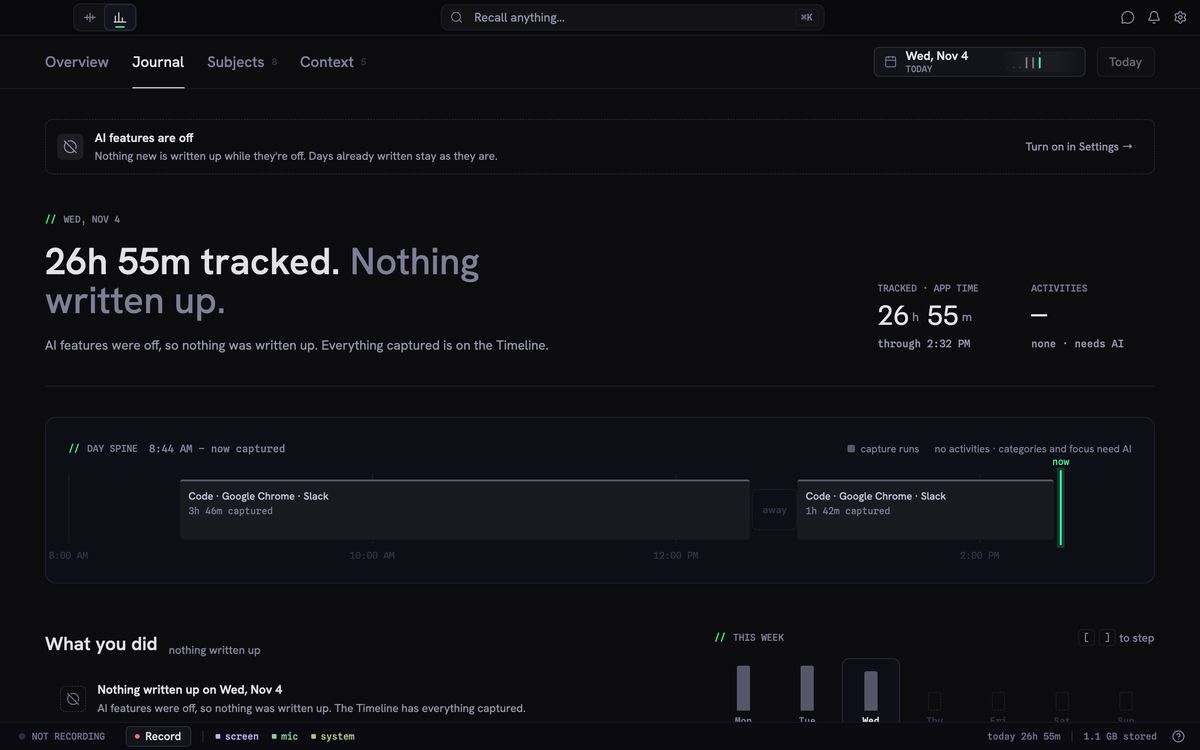 Recall anything...
⌘K
Overview
Journal
Subjects 8
Context 5
Wed, Nov 4
TODAY
Today
AI features are off
Nothing new is written up while they're off. Days already written stay as they are.
Turn on in Settings →
// WED, NOV 4
26h 55m tracked. Nothing
written up.
AI features were off, so nothing was written up. Everything captured is on the Timeline.
TRACKED · APP TIME
26 h 55 m
through 2:32 PM
ACTIVITIES
—
none · needs AI
// DAY SPINE 8:44 AM – now captured
capture runs
no activities · categories and focus need AI
now
Code · Google Chrome · Slack
3h 46m captured
away
Code · Google Chrome · Slack
1h 42m captured
8:00 AM
10:00 AM
12:00 PM
2:00 PM
What you did nothing written up
Nothing written up on Wed, Nov 4
AI features were off, so nothing was written up. The Timeline has everything captured.
// THIS WEEK
[ ] to step
Mon
Tue
Wed
Thu
Fri
Sat
Sun
NOT RECORDING
Record
screen
mic
system
today 26h 55m
1.1 GB stored
?